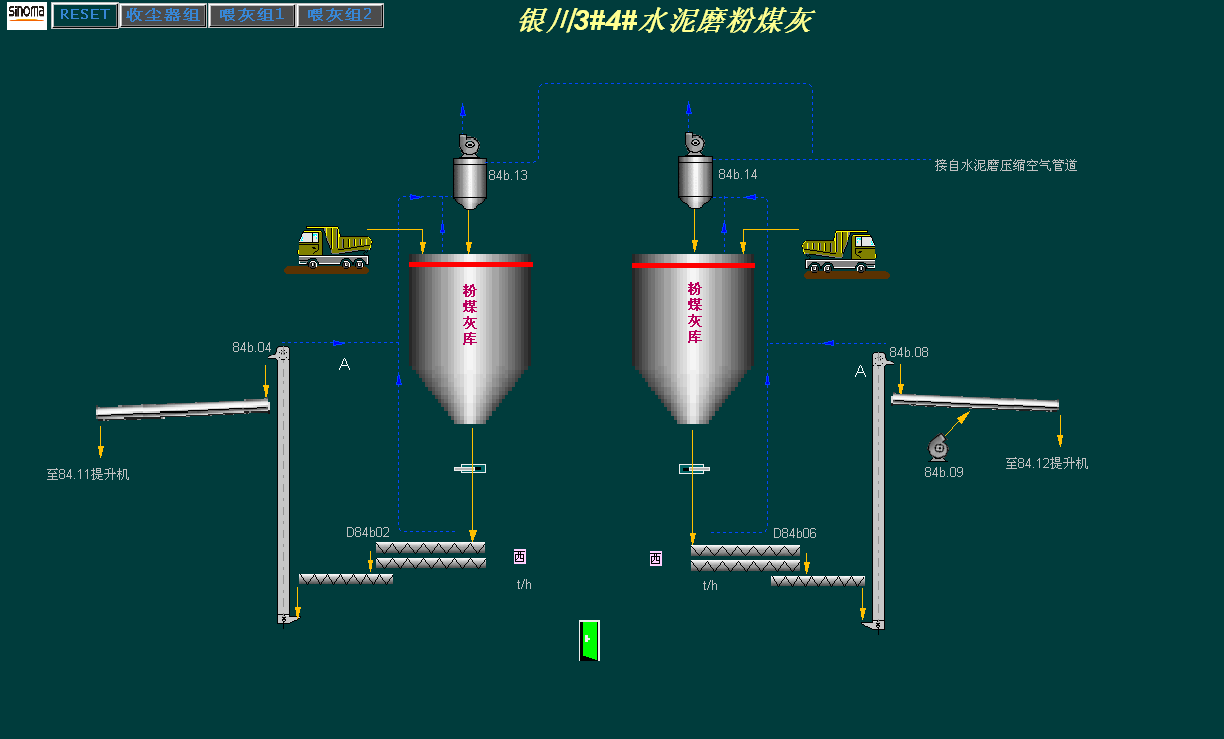 sinoma
RESET
收尘器组
喂灰组1
喂灰组2
银川3#4#水泥磨粉煤灰
接自水泥磨压缩空气管道
84b.13
84b.14
粉煤灰库
粉煤灰库
84b.04
A
84b.08
A
至84.11提升机
84b.09
至84.12提升机
D84b02
D84b06
西
西
t/h
t/h